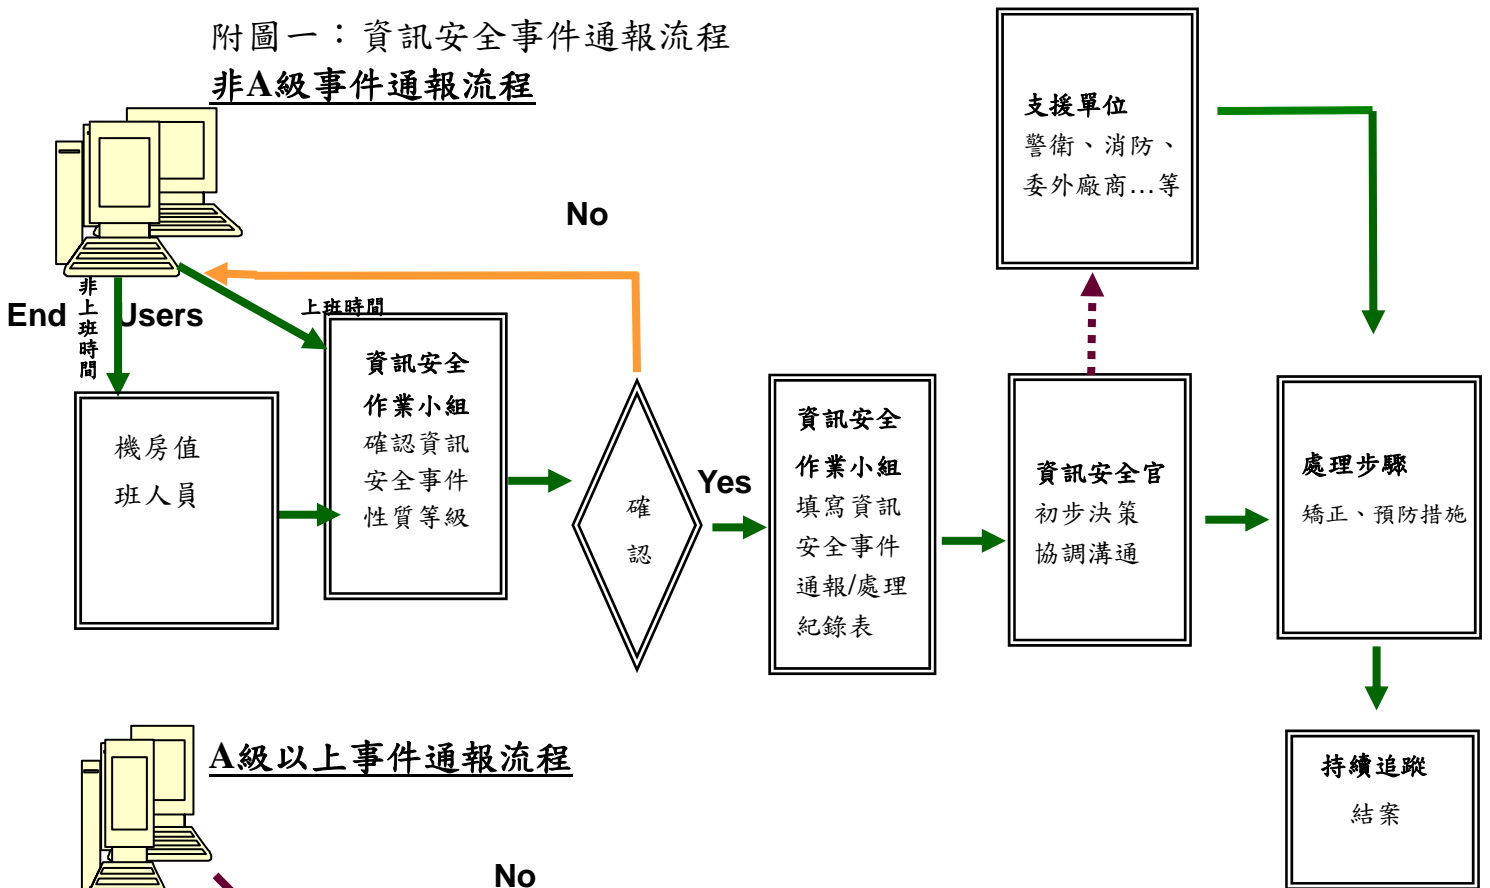 附圖一：資訊安全事件通報流程
非A級事件通報流程
支援單位
警衛、消防、
委外廠商...等
No
End Users
非上班時間
上班時間
機房值
班人員
資訊安全
作業小組
確認資訊
安全事件
性質等級
確
認
Yes
資訊安全
作業小組
填寫資訊
安全事件
通報/處理
紀錄表
資訊安全官
初步決策
協調溝通
處理步驟
矯正、預防措施
持續追蹤
結案
A級以上事件通報流程
No